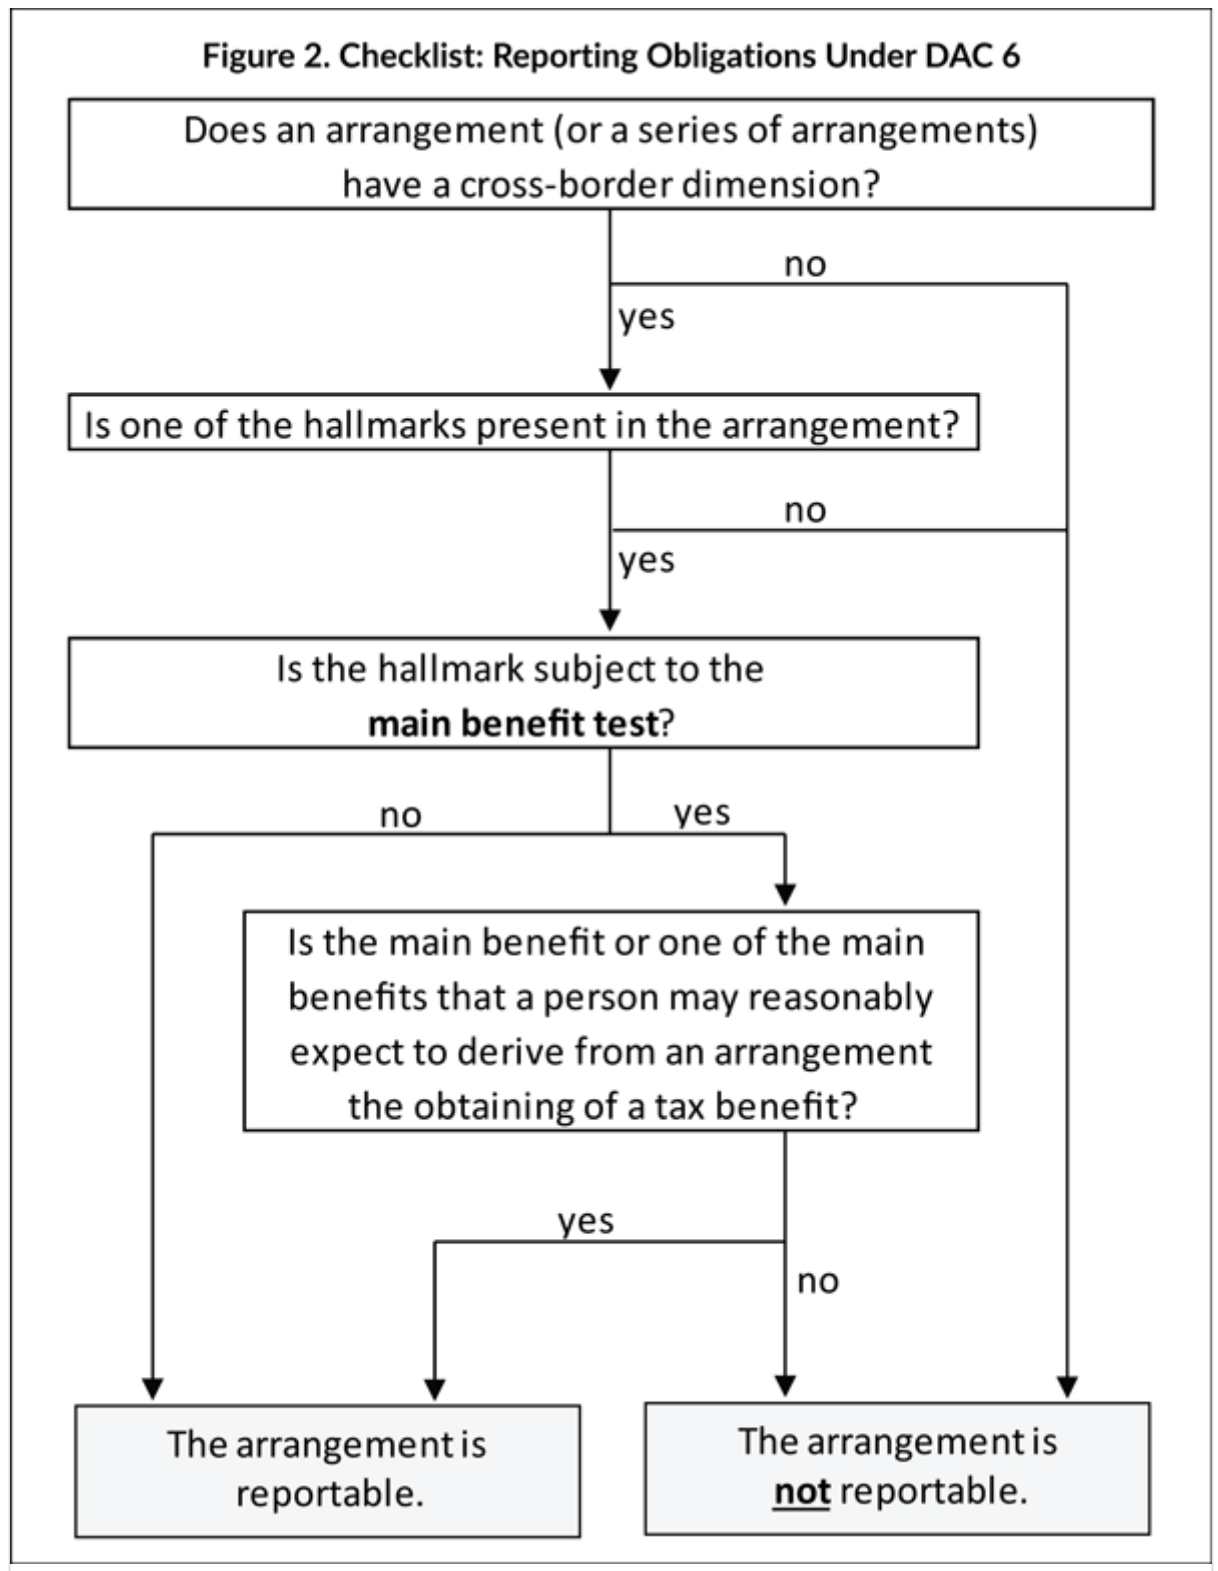 Figure 2. Checklist: Reporting Obligations Under DAC 6
Does an arrangement (or a series of arrangements)
have a cross-border dimension?
no
yes
Is one of the hallmarks present in the arrangement?
no
yes
Is the hallmark subject to the
main benefit test?
no
yes
Is the main benefit or one of the main
benefits that a person may reasonably
expect to derive from an arrangement
the obtaining of a tax benefit?
yes
no
The arrangement is
reportable.
The arrangement is
not reportable.